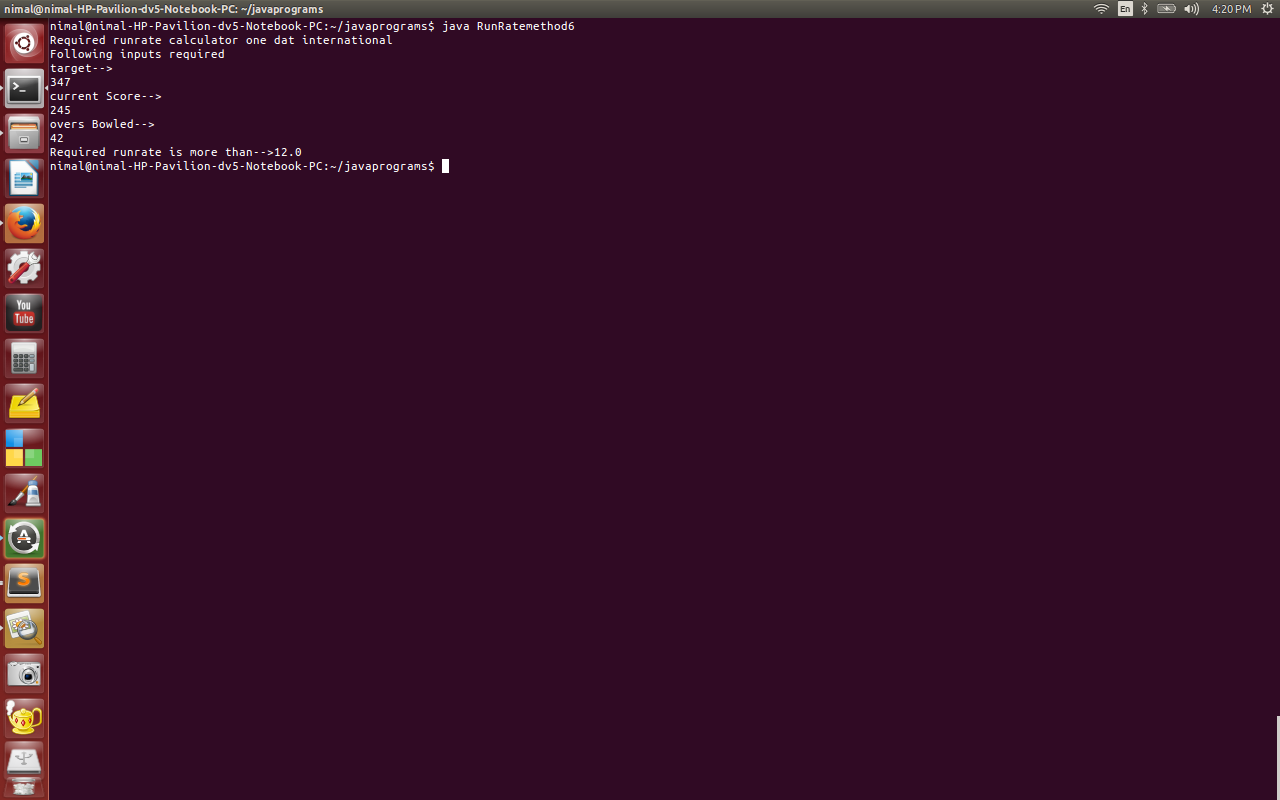 nimal@nimal-HP-Pavilion-dv5-Notebook-PC: ~/javaprograms
En
4:20 PM
nimal@nimal-HP-Pavilion-dv5-Notebook-PC:~/javaprograms$ java RunRatemethod6
Required runrate calculator one dat international
Following inputs required
target-->
347
current Score-->
245
overs Bowled-->
42
Required runrate is more than-->12.0
nimal@nimal-HP-Pavilion-dv5-Notebook-PC:~/javaprograms$
>_
You
Tube
A
S